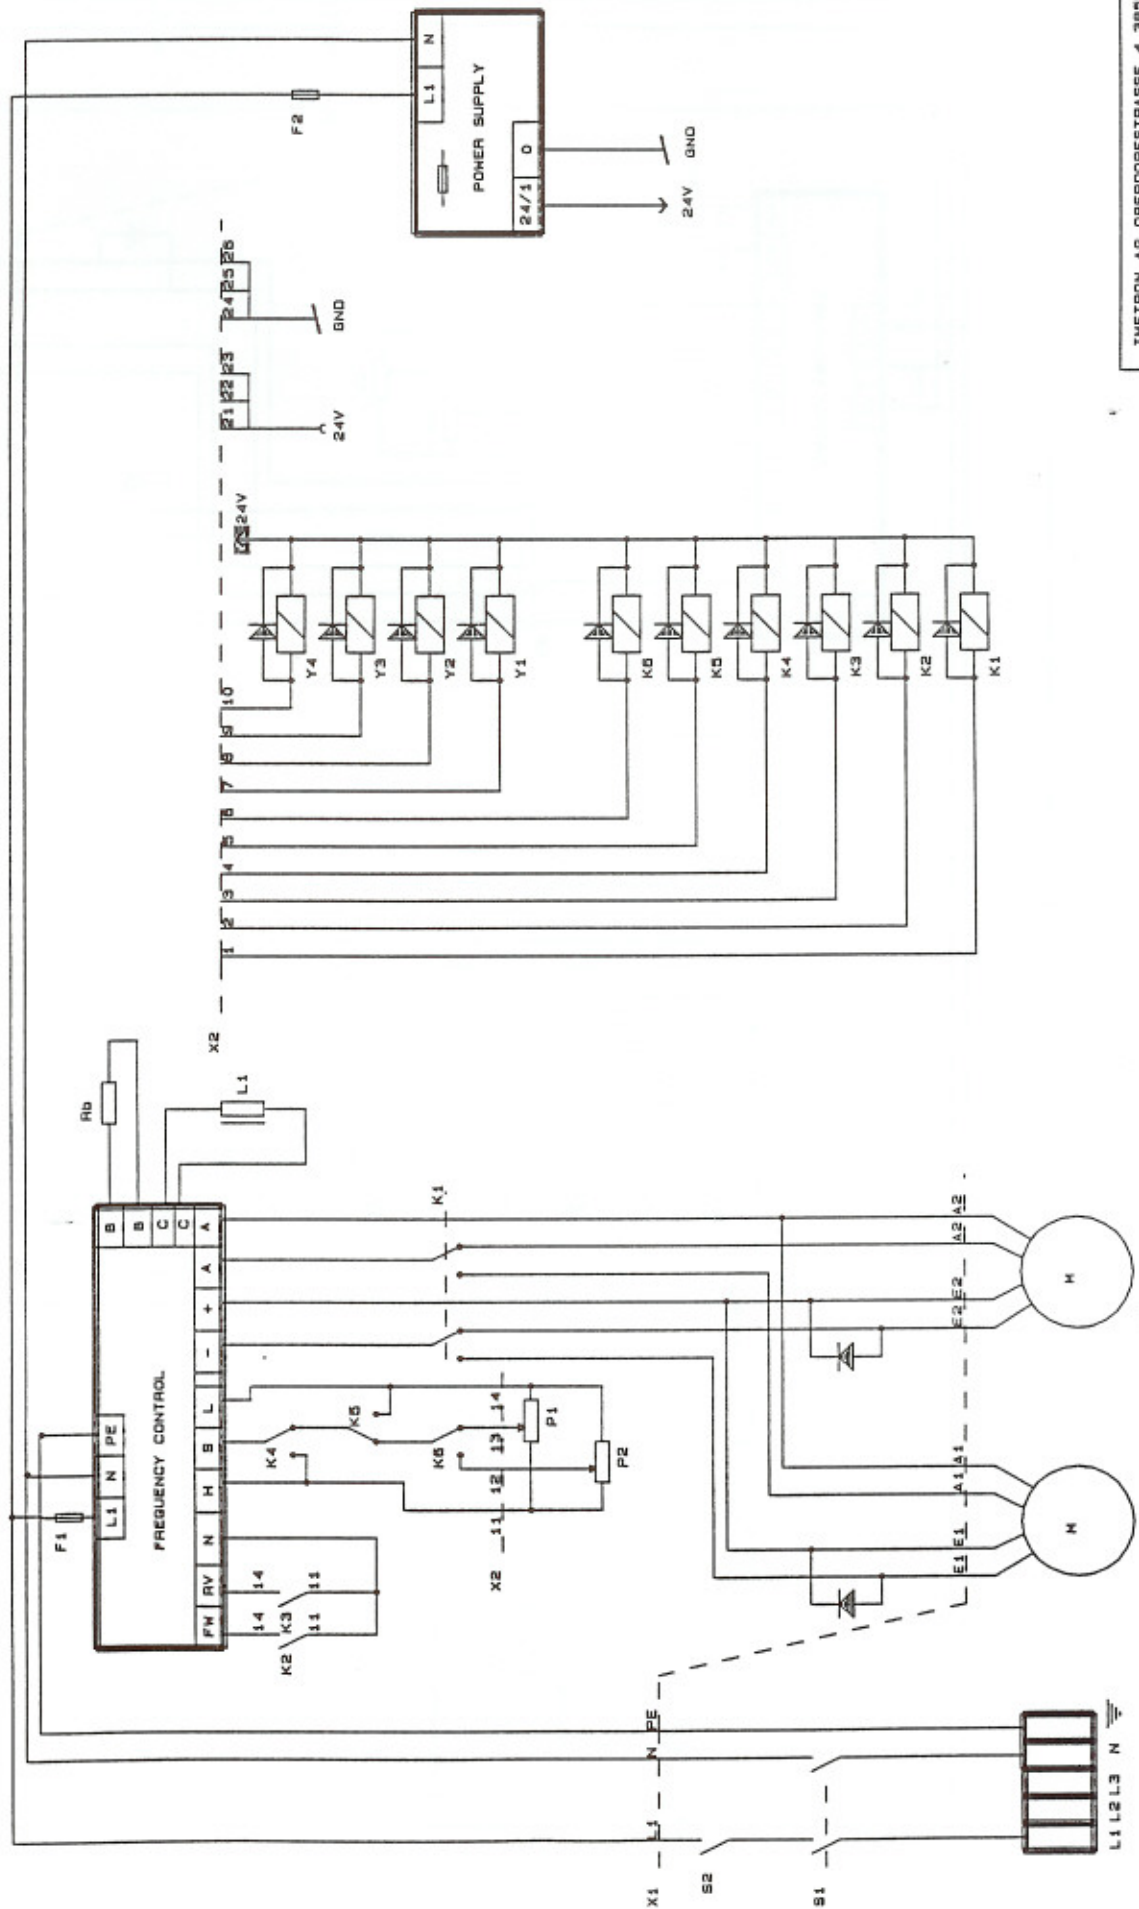 F2
L1 N
POWER SUPPLY
24/1 0
24V
GND
21 22 23 24 25 26
24V
GND
24V
Y4
Y3
Y2
Y1
K6
K5
K4
K3
K2
K1
1 2 3 4 5 6 7 8 9 10
X2
Rb
L1
F1
L1 N PE
FREQUENCY CONTROL
B
B
C
C
FW RV N H S L - + A A
14 14
K2 K3
11 11
K4
K5
K6
K1
X2
11 12 13 14
P1
P2
E1 E1 A1 A1 E2 E2 A2 A2
M
M
X1
L1 N PE
S2
S1
L1 L2 L3 N